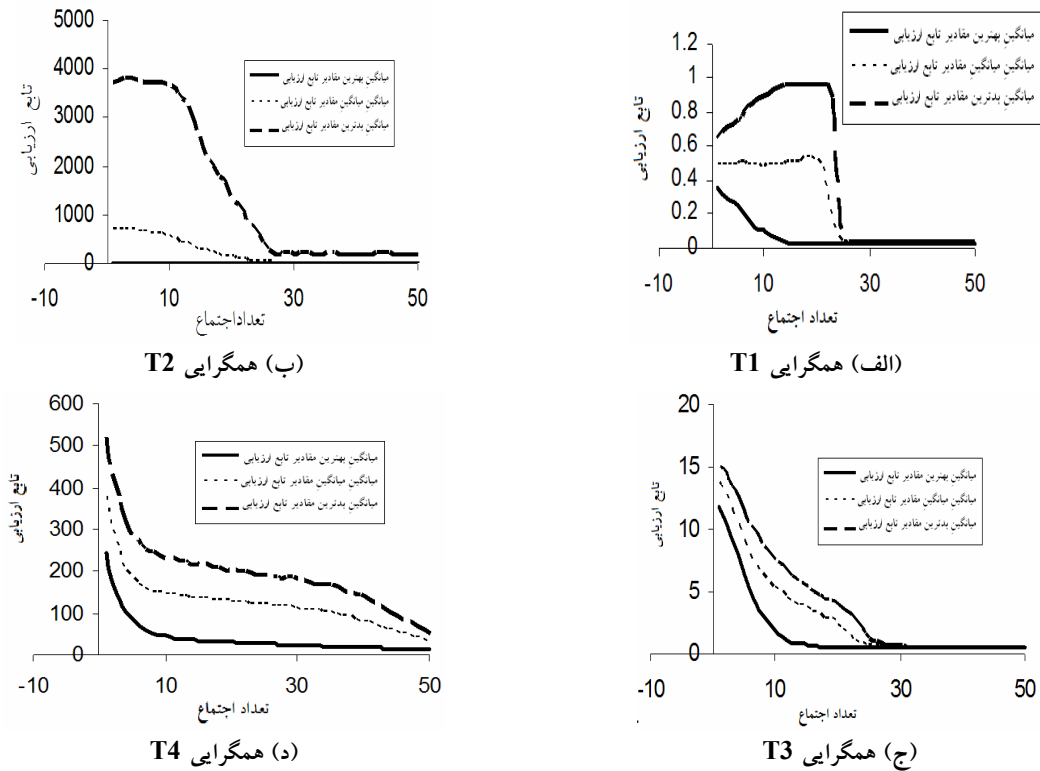 میانگینِ بهترین مقادیر تابع ارزیابی
میانگینِ میانگینِ مقادیر تابع ارزیابی
میانگینِ بدترین مقادیر تابع ارزیابی
1.2
1
0.8
0.6
0.4
0.2
0
-10 10 30 50
تابع ارزیابی
تعداد اجتماع
(الف) همگرایی T1
میانگینِ بهترین مقادیر تابع ارزیابی
میانگینِ میانگینِ مقادیر تابع ارزیابی
میانگینِ بدترین مقادیر تابع ارزیابی
5000
4000
3000
2000
1000
0
-10 10 30 50
تابع ارزیابی
تعداداجتماع
(ب) همگرایی T2
میانگینِ بهترین مقادیر تابع ارزیابی
میانگینِ میانگینِ مقادیر تابع ارزیابی
میانگینِ بدترین مقادیر تابع ارزیابی
20
15
10
5
0
-10 10 30 50
تابع ارزیابی
تعداد اجتماع
(ج) همگرایی T3
میانگینِ بهترین مقادیر تابع ارزیابی
میانگینِ میانگینِ مقادیر تابع ارزیابی
میانگینِ بدترین مقادیر تابع ارزیابی
600
500
400
300
200
100
0
-10 10 30 50
تابع ارزیابی
تعداد اجتماع
(د) همگرایی T4